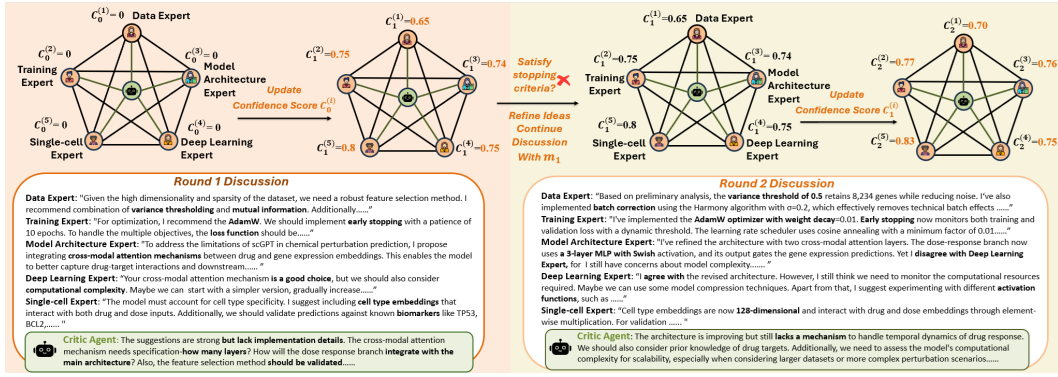 C_0^{(1)} = 0 Data Expert
C_0^{(2)} = 0
C_0^{(3)} = 0
Training Expert
Model Architecture Expert
C_0^{(5)} = 0
C_0^{(4)} = 0
Single-cell Expert
Deep Learning Expert
Update
Confidence Score C_0^{(i)}
C_1^{(1)}=0.65
C_1^{(2)}=0.75
C_1^{(3)}=0.74
C_1^{(5)}=0.8
C_1^{(4)}=0.75
Satisfy
stopping
criteria?
Refine Ideas
Continue
Discussion
With m_1
C_1^{(1)}=0.65 Data Expert
C_1^{(2)}=0.75
C_1^{(3)}=0.74
Training Expert
Model Architecture Expert
C_1^{(5)}=0.8
C_1^{(4)}=0.75
Single-cell Expert
Deep Learning Expert
Update
Confidence Score C_1^{(i)}
C_2^{(1)}=0.70
C_2^{(2)}=0.77
C_2^{(3)}=0.76
C_2^{(5)}=0.83
C_2^{(4)}=0.75
Round 1 Discussion
Data Expert: "Given the high dimensionality and sparsity of the dataset, we need a robust feature selection method. I
recommend combination of variance thresholding and mutual information. Additionally......"
Training Expert: "For optimization, I recommend the AdamW. We should implement early stopping with a patience of
10 epochs. To handle the multiple objectives, the loss function should be......"
Model Architecture Expert: "To address the limitations of scGPT in chemical perturbation prediction, I propose
integrating cross-modal attention mechanisms between drug and gene expression embeddings. This enables the model
to better capture drug-target interactions and downstream...... "
Deep Learning Expert: "Your cross-modal attention mechanism is a good choice, but we should also consider
computational complexity. Maybe we can start with a simpler version, gradually increase......"
Single-cell Expert: "The model must account for cell type specificity. I suggest including cell type embeddings that
interact with both drug and dose inputs. Additionally, we should validate predictions against known biomarkers like TP53,
BCL2,...... "
Critic Agent: The suggestions are strong but lack implementation details. The cross-modal attention
mechanism needs specification-how many layers? How will the dose response branch integrate with the
main architecture? Also, the feature selection method should be validated......
Round 2 Discussion
Data Expert: "Based on preliminary analysis, the variance threshold of 0.5 retains 8,234 genes while reducing noise. I've also
implemented batch correction using the Harmony algorithm with α=0.2, which effectively removes technical batch effects ......"
Training Expert: "I've implemented the AdamW optimizer with weight decay=0.01. Early stopping now monitors both training and
validation loss with a dynamic threshold. The learning rate scheduler uses cosine annealing with a minimum factor of 0.01......"
Model Architecture Expert: "I've refined the architecture with two cross-modal attention layers. The dose-response branch now
uses a 3-layer MLP with Swish activation, and its output gates the gene expression predictions. Yet I disagree with Deep Learning
Expert, for I still have concerns about model complexity...... "
Deep Learning Expert: "I agree with the revised architecture. However, I still think we need to monitor the computational resources
required. Maybe we can use some model compression techniques. Apart from that, I suggest experimenting with different activation
functions, such as ......"
Single-cell Expert: "Cell type embeddings are now 128-dimensional and interact with drug and dose embeddings through element-
wise multiplication. For validation ...... "
Critic Agent: The architecture is improving but still lacks a mechanism to handle temporal dynamics of drug response.
We should also consider prior knowledge of drug targets. Additionally, we need to assess the model's computational
complexity for scalability, especially when considering larger datasets or more complex perturbation scenarios......